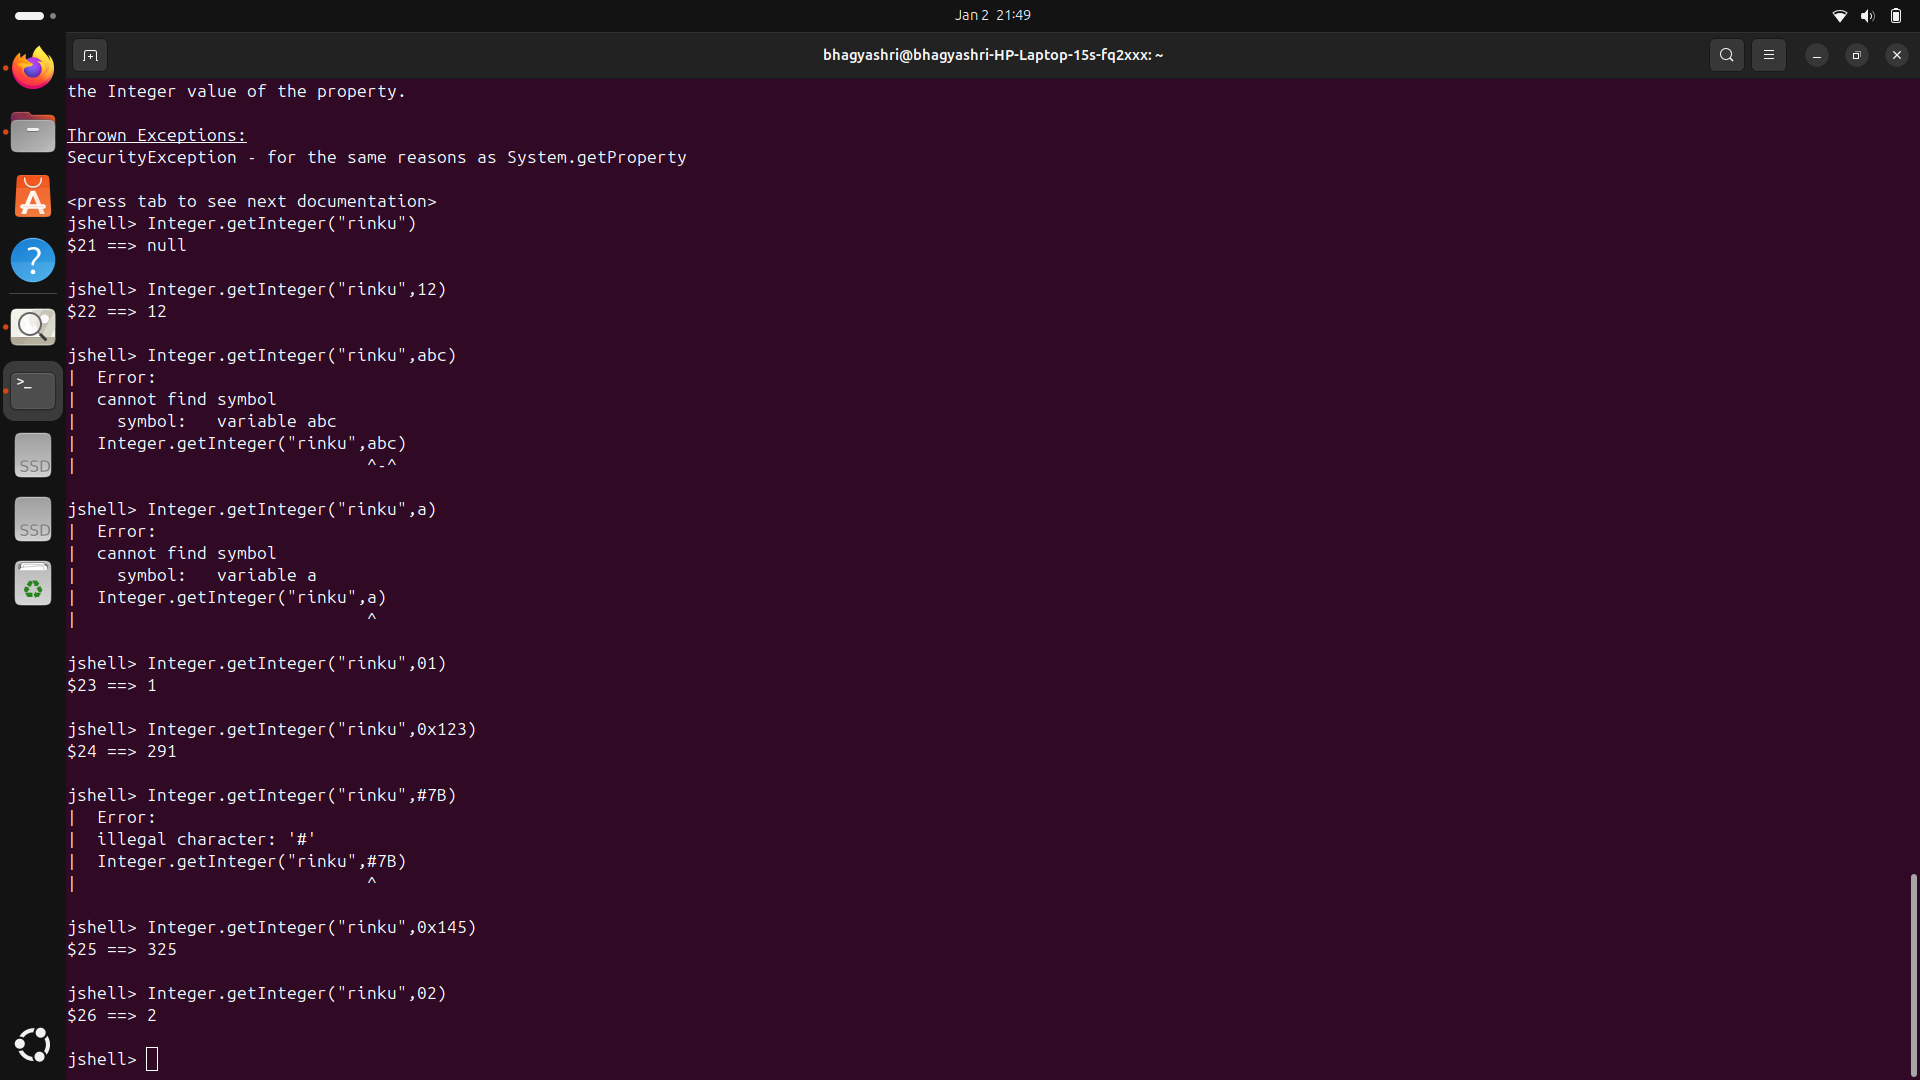 Jan 2 21:49
bhagyashri@bhagyashri-HP-Laptop-15s-fq2xxx: ~
the Integer value of the property.
Thrown Exceptions:
SecurityException - for the same reasons as System.getProperty
<press tab to see next documentation>
jshell> Integer.getInteger("rinku")
$21 ==> null
jshell> Integer.getInteger("rinku",12)
$22 ==> 12
jshell> Integer.getInteger("rinku",abc)
|  Error:
|  cannot find symbol
|    symbol:   variable abc
|  Integer.getInteger("rinku",abc)
|                             ^-^
jshell> Integer.getInteger("rinku",a)
|  Error:
|  cannot find symbol
|    symbol:   variable a
|  Integer.getInteger("rinku",a)
|                             ^
jshell> Integer.getInteger("rinku",01)
$23 ==> 1
jshell> Integer.getInteger("rinku",0x123)
$24 ==> 291
jshell> Integer.getInteger("rinku",#7B)
|  Error:
|  illegal character: '#'
|  Integer.getInteger("rinku",#7B)
|                             ^
jshell> Integer.getInteger("rinku",0x145)
$25 ==> 325
jshell> Integer.getInteger("rinku",02)
$26 ==> 2
jshell>
?
>_
SSD
SSD